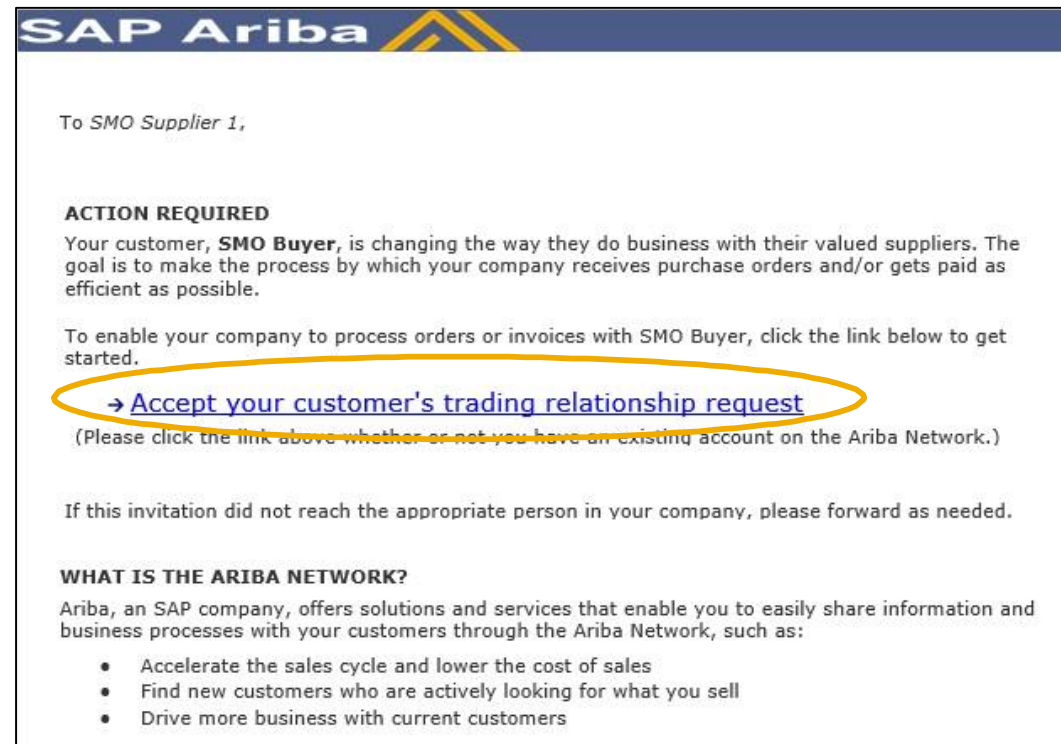 SAP Ariba
To SMO Supplier 1,
ACTION REQUIRED
Your customer, SMO Buyer, is changing the way they do business with their valued suppliers. The
goal is to make the process by which your company receives purchase orders and/or gets paid as
efficient as possible.
To enable your company to process orders or invoices with SMO Buyer, click the link below to get
started.
→ Accept your customer's trading relationship request
(Please click the link above whether or not you have an existing account on the Ariba Network.)
If this invitation did not reach the appropriate person in your company, please forward as needed.
WHAT IS THE ARIBA NETWORK?
Ariba, an SAP company, offers solutions and services that enable you to easily share information and
business processes with your customers through the Ariba Network, such as:
• Accelerate the sales cycle and lower the cost of sales
• Find new customers who are actively looking for what you sell
• Drive more business with current customers